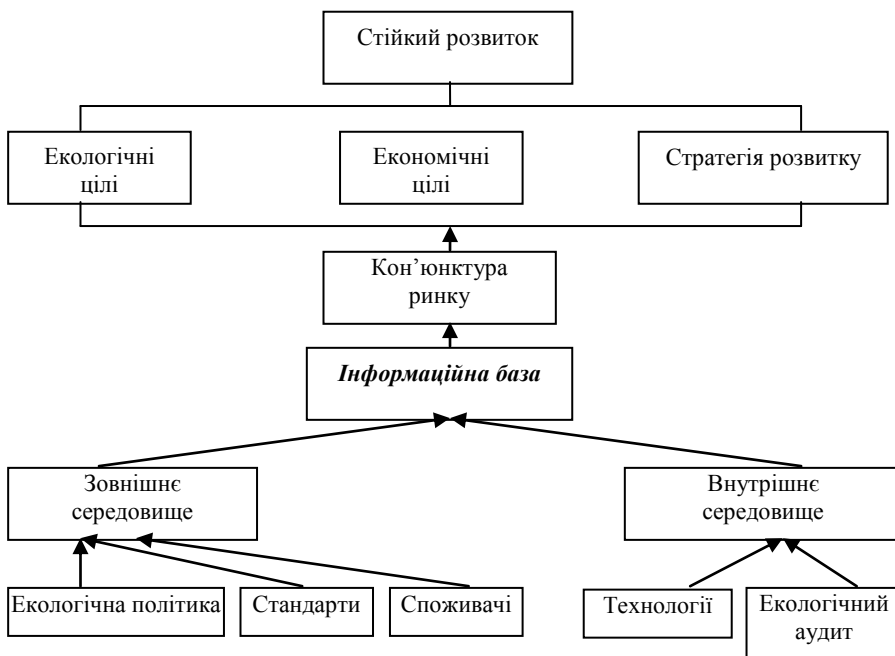 Стійкий розвиток
Екологічні
цілі
Економічні
цілі
Стратегія розвитку
Кон’юнктура
ринку
Інформаційна база
Зовнішнє
середовище
Внутрішнє
середовище
Екологічна політика
Стандарти
Споживачі
Технології
Екологічний
аудит